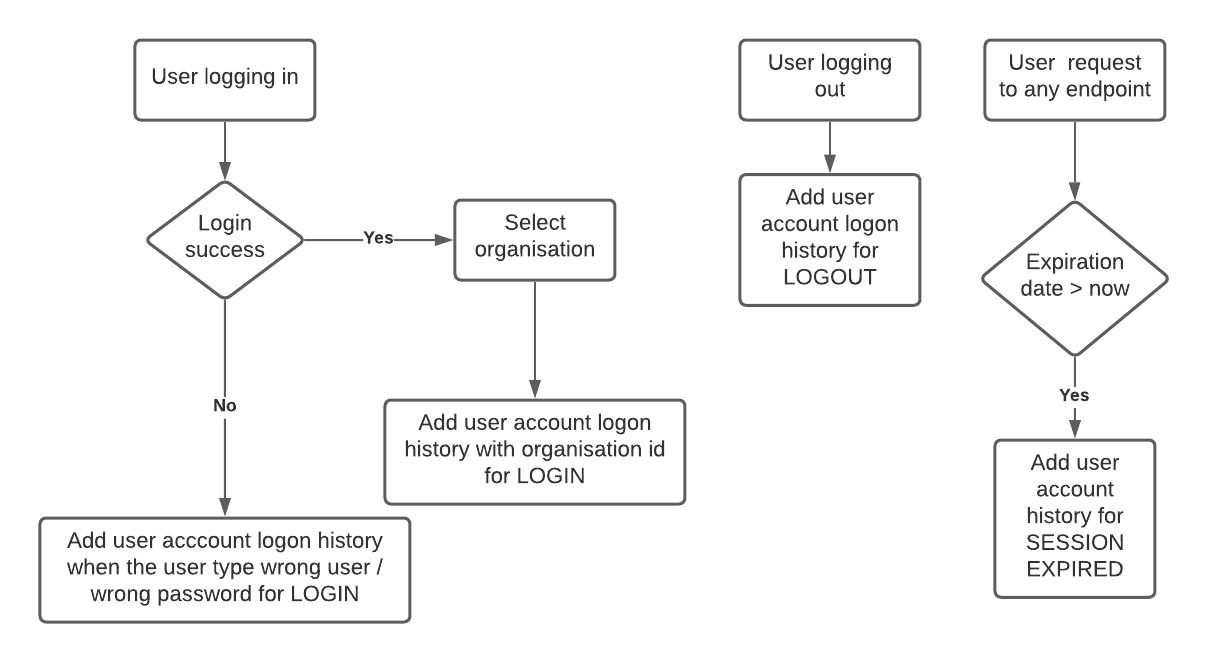 User logging in
Login
success
Yes
Select
organisation
No
Add user account logon
history with organisation id
for LOGIN
Add user acccount logon history
when the user type wrong user /
wrong password for LOGIN
User logging
out
Add user
account logon
history for
LOGOUT
User request
to any endpoint
Expiration
date > now
Yes
Add user
account
history for
SESSION
EXPIRED